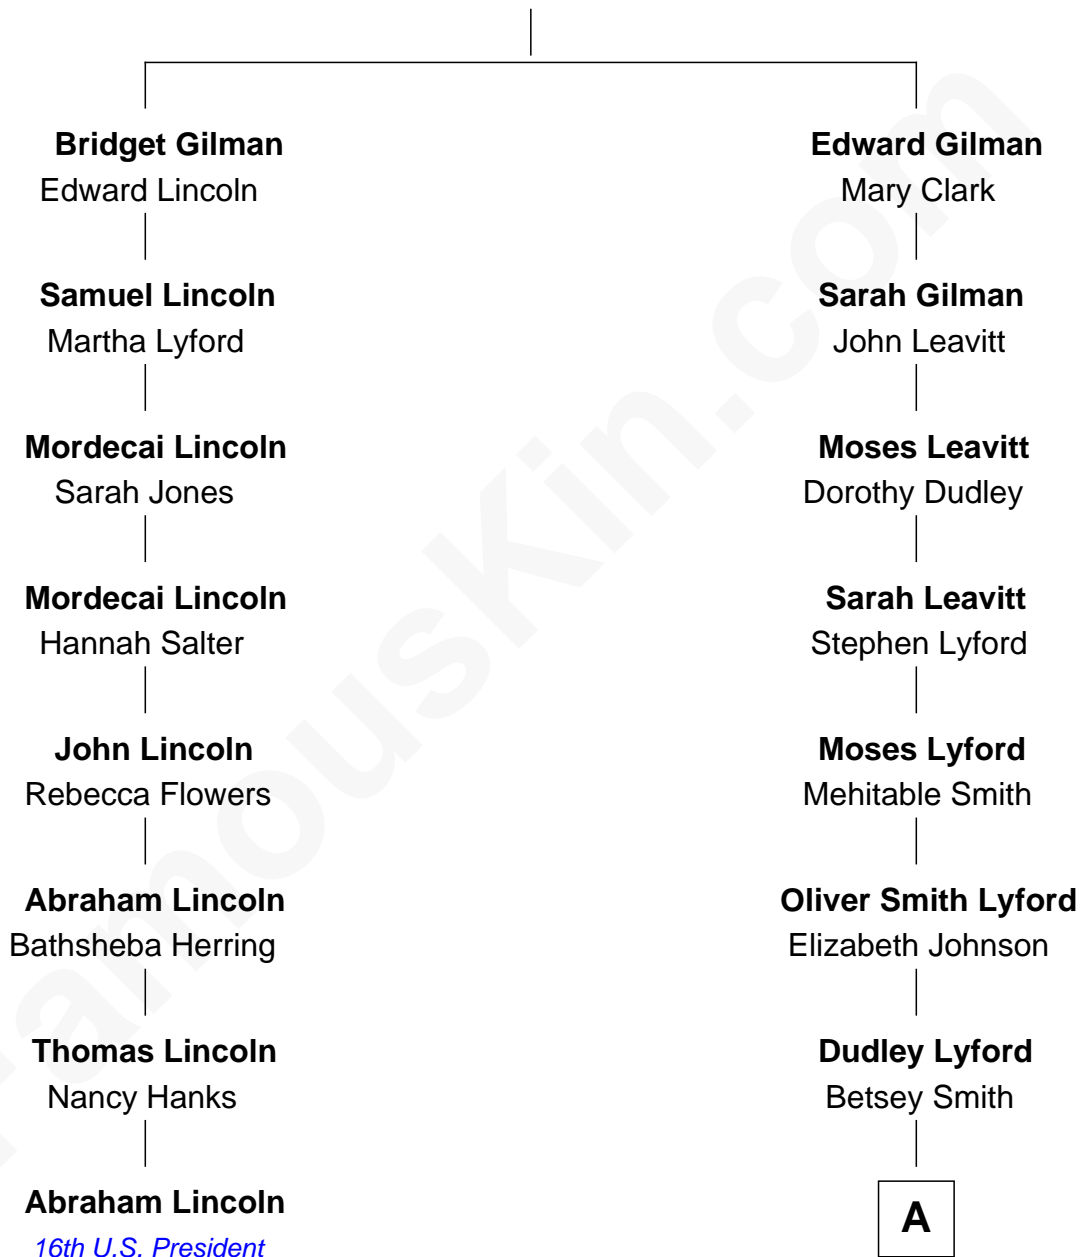 Bridget Gilman
Edward Lincoln
Samuel Lincoln
Martha Lyford
Mordecai Lincoln
Sarah Jones
Mordecai Lincoln
Hannah Salter
John Lincoln
Rebecca Flowers
Abraham Lincoln
Bathsheba Herring
Thomas Lincoln
Nancy Hanks
Abraham Lincoln
16th U.S. President
Edward Gilman
Mary Clark
Sarah Gilman
John Leavitt
Moses Leavitt
Dorothy Dudley
Sarah Leavitt
Stephen Lyford
Moses Lyford
Mehitable Smith
Oliver Smith Lyford
Elizabeth Johnson
Dudley Lyford
Betsey Smith
A
FamousKin.com